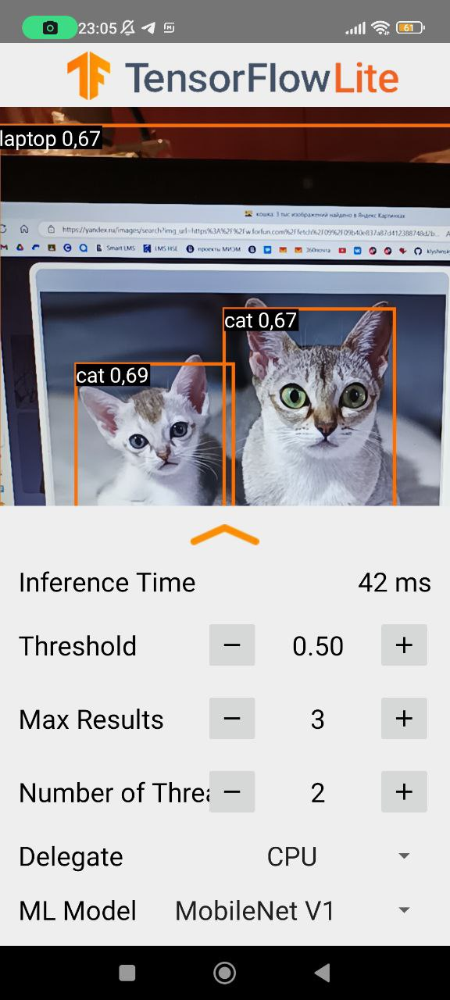 23:05
61
TensorFlowLite
laptop 0,67
кошка: 3 тыс изображений найдено в Яндекс Картинках
https://yandex.ru/images/search?img_url=https%3A%2F%2Fw.forfun.com%2Ffetch%2F09%2F09b40e837a87d412388748d2b...
Smart LMS
LMS HSE
проекты МИЭМ
360почта
cat 0,67
cat 0,69
Inference Time 42 ms
Threshold − 0.50 +
Max Results − 3 +
Number of Threa − 2 +
Delegate CPU
ML Model MobileNet V1